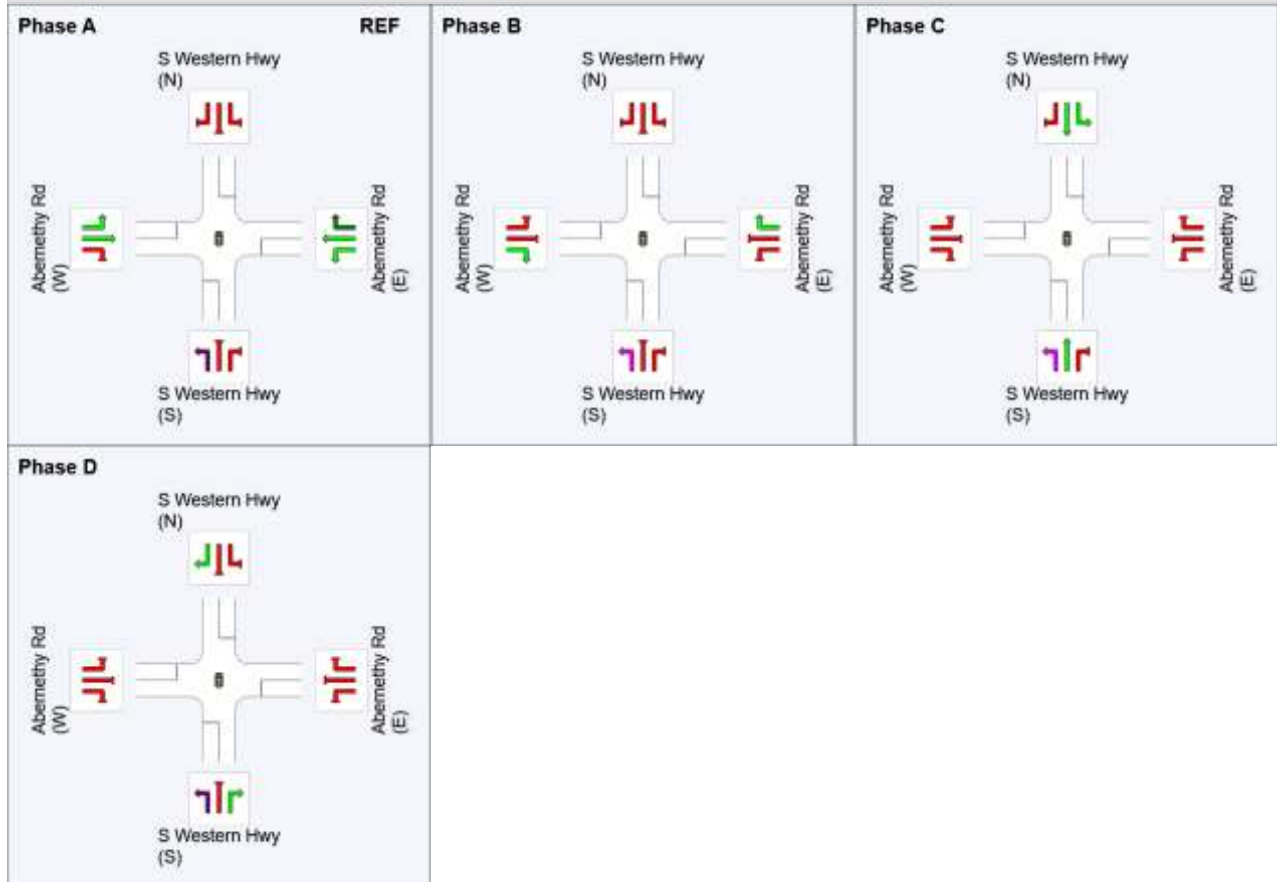 Phase A REF
S Western Hwy
(N)
Abernethy Rd
(W)
Abernethy Rd
(E)
S Western Hwy
(S)
Phase B
S Western Hwy
(N)
Abernethy Rd
(W)
Abernethy Rd
(E)
S Western Hwy
(S)
Phase C
S Western Hwy
(N)
Abernethy Rd
(W)
Abernethy Rd
(E)
S Western Hwy
(S)
Phase D
S Western Hwy
(N)
Abernethy Rd
(W)
Abernethy Rd
(E)
S Western Hwy
(S)